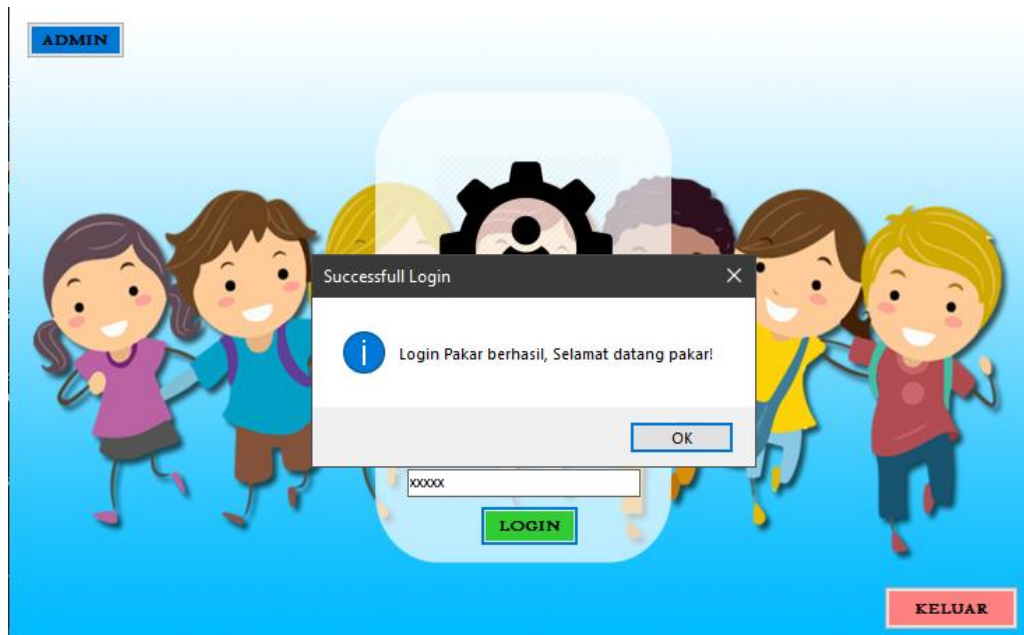 ADMIN
Successfull Login
Login Pakar berhasil, Selamat datang pakar!
OK
xxxxx
LOGIN
KELUAR